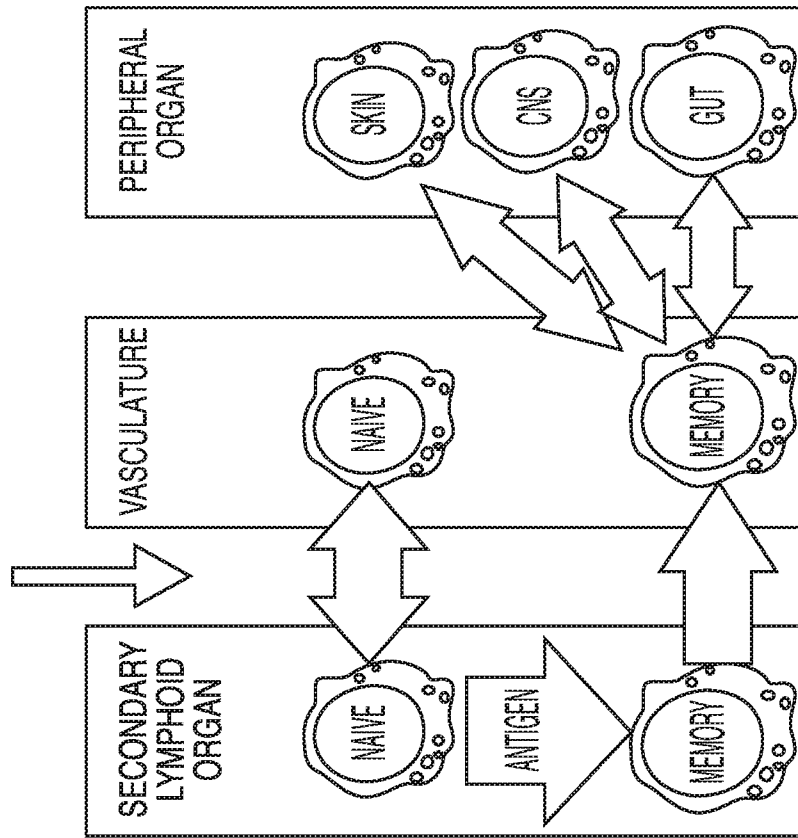 SECONDARY
LYMPHOID
ORGAN
VASCULATURE
PERIPHERAL
ORGAN
NAIVE
NAIVE
SKIN
ANTIGEN
CNS
MEMORY
MEMORY
GUT